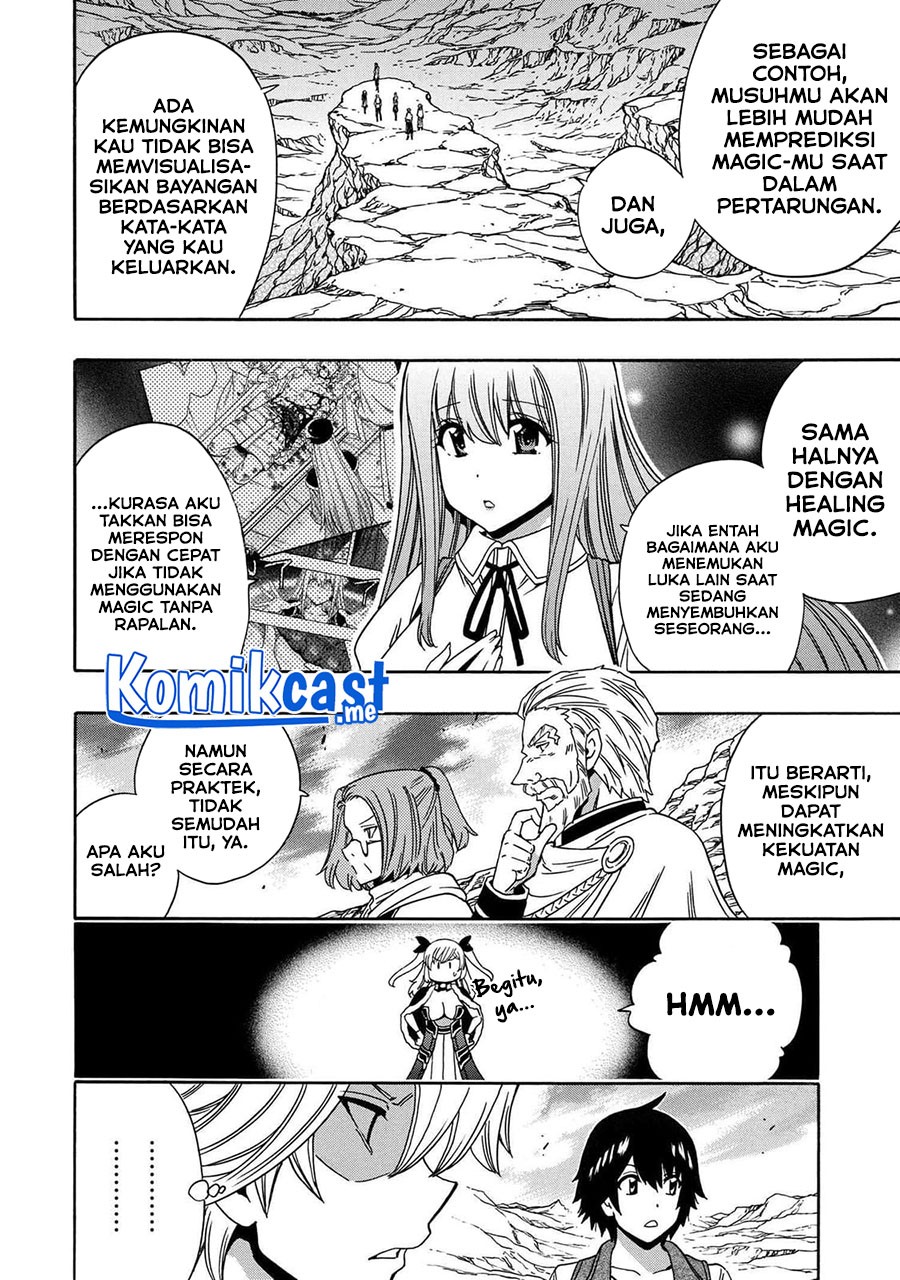 SEBAGAI
CONTOH,
MUSUHMU AKAN
LEBIH MUDAH
MEMPREDIKSI
MAGIC-MU SAAT
DALAM
PERTARUNGAN.
DAN
JUGA,
ADA
KEMUNGKINAN
KAU TIDAK BISA
MEMVISUALISA-
SIKAN BAYANGAN
BERDASARKAN
KATA-KATA
YANG KAU
KELUARKAN.
SAMA
HALNYA
DENGAN
HEALING
MAGIC.
JIKA ENTAH
BAGAIMANA AKU
MENEMUKAN
LUKA LAIN SAAT
SEDANG
MENYEMBUHKAN
SESEORANG...
...KURASA AKU
TAKKAN BISA
MERESPON
DENGAN CEPAT
JIKA TIDAK
MENGGUNAKAN
MAGIC TANPA
RAPALAN.
Komikcast
.me
ITU BERARTI,
MESKIPUN
DAPAT
MENINGKATKAN
KEKUATAN
MAGIC,
NAMUN
SECARA
PRAKTEK,
TIDAK
SEMUDAH
ITU, YA.
APA AKU
SALAH?
HMM...
Begitu,
ya...